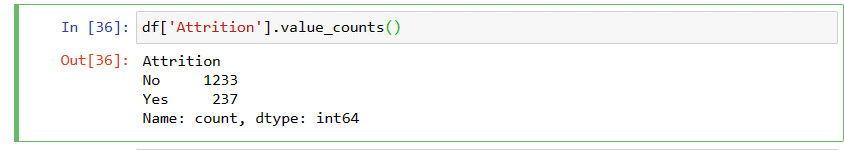 In [36]: df['Attrition'].value_counts()
Out[36]: Attrition
No     1233
Yes     237
Name: count, dtype: int64